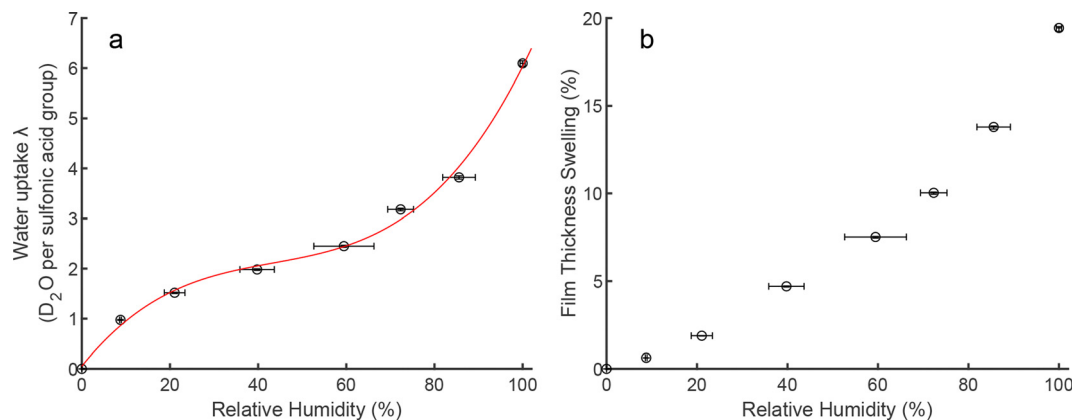 a
7
6
5
4
3
2
1
0
Water uptake λ
(D₂O per sulfonic acid group)
0 20 40 60 80 100
Relative Humidity (%)
b
20
15
10
5
0
Film Thickness Swelling (%)
0 20 40 60 80 100
Relative Humidity (%)